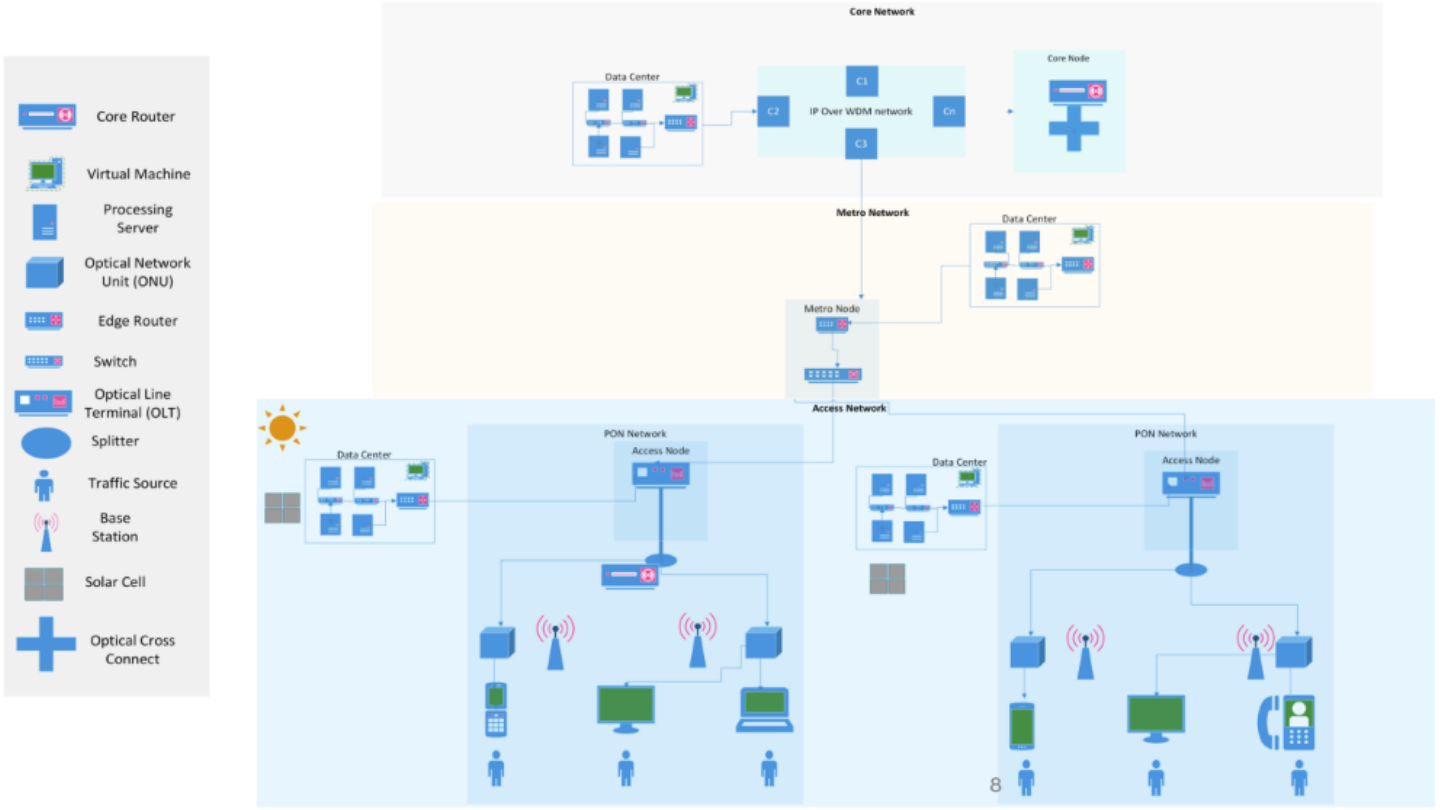 Core Router
Virtual Machine
Processing
Server
Optical Network
Unit (ONU)
Edge Router
Switch
Optical Line
Terminal (OLT)
Splitter
Traffic Source
Base
Station
Solar Cell
Optical Cross
Connect
Core Network
Data Center
C1
C2
IP Over WDM network
Cn
C3
Core Node
Metro Network
Data Center
Metro Node
Access Network
PON Network
Data Center
Access Node
PON Network
Data Center
Access Node
8